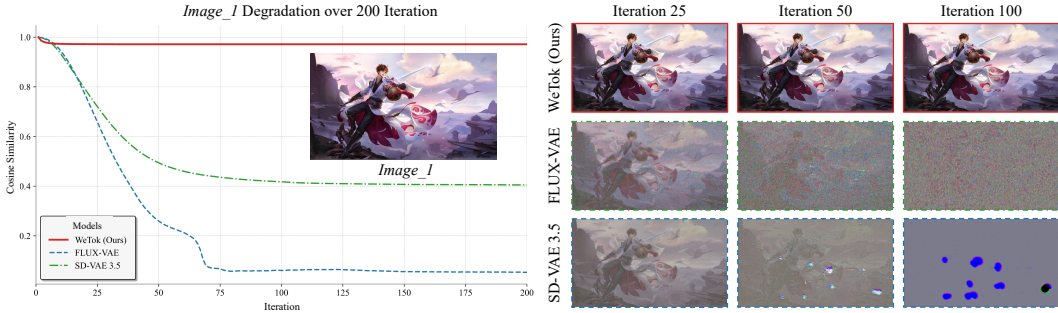 Image_1 Degradation over 200 Iteration
Cosine Similarity
1.0
0.8
0.6
0.4
0.2
0
25
50
75
100
125
150
175
200
Iteration
Image_1
Models
WeTok (Ours)
FLUX-VAE
SD-VAE 3.5
Iteration 25
Iteration 50
Iteration 100
WeTok (Ours)
FLUX-VAE
SD-VAE 3.5